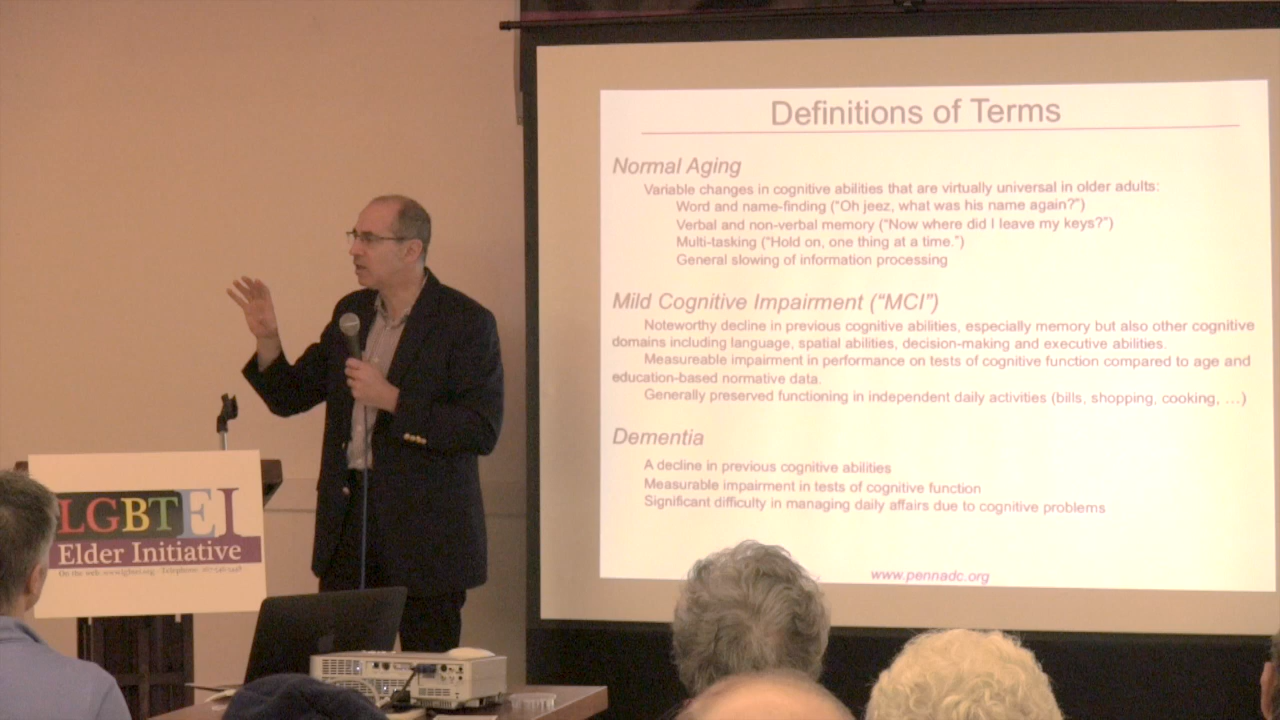 Definitions of Terms
Normal Aging
Variable changes in cognitive abilities that are virtually universal in older adults:
Word and name-finding ("Oh jeez, what was his name again?")
Verbal and non-verbal memory ("Now where did I leave my keys?")
Multi-tasking ("Hold on, one thing at a time.")
General slowing of information processing
Mild Cognitive Impairment ("MCI")
Noteworthy decline in previous cognitive abilities, especially memory but also other cognitive
domains including language, spatial abilities, decision-making and executive abilities.
Measureable impairment in performance on tests of cognitive function compared to age and
education-based normative data.
Generally preserved functioning in independent daily activities (bills, shopping, cooking, …)
Dementia
A decline in previous cognitive abilities
Measurable impairment in tests of cognitive function
Significant difficulty in managing daily affairs due to cognitive problems
www.pennadc.org
LGBTEI
Elder Initiative
On the web: www.lgbtei.org · Telephone: